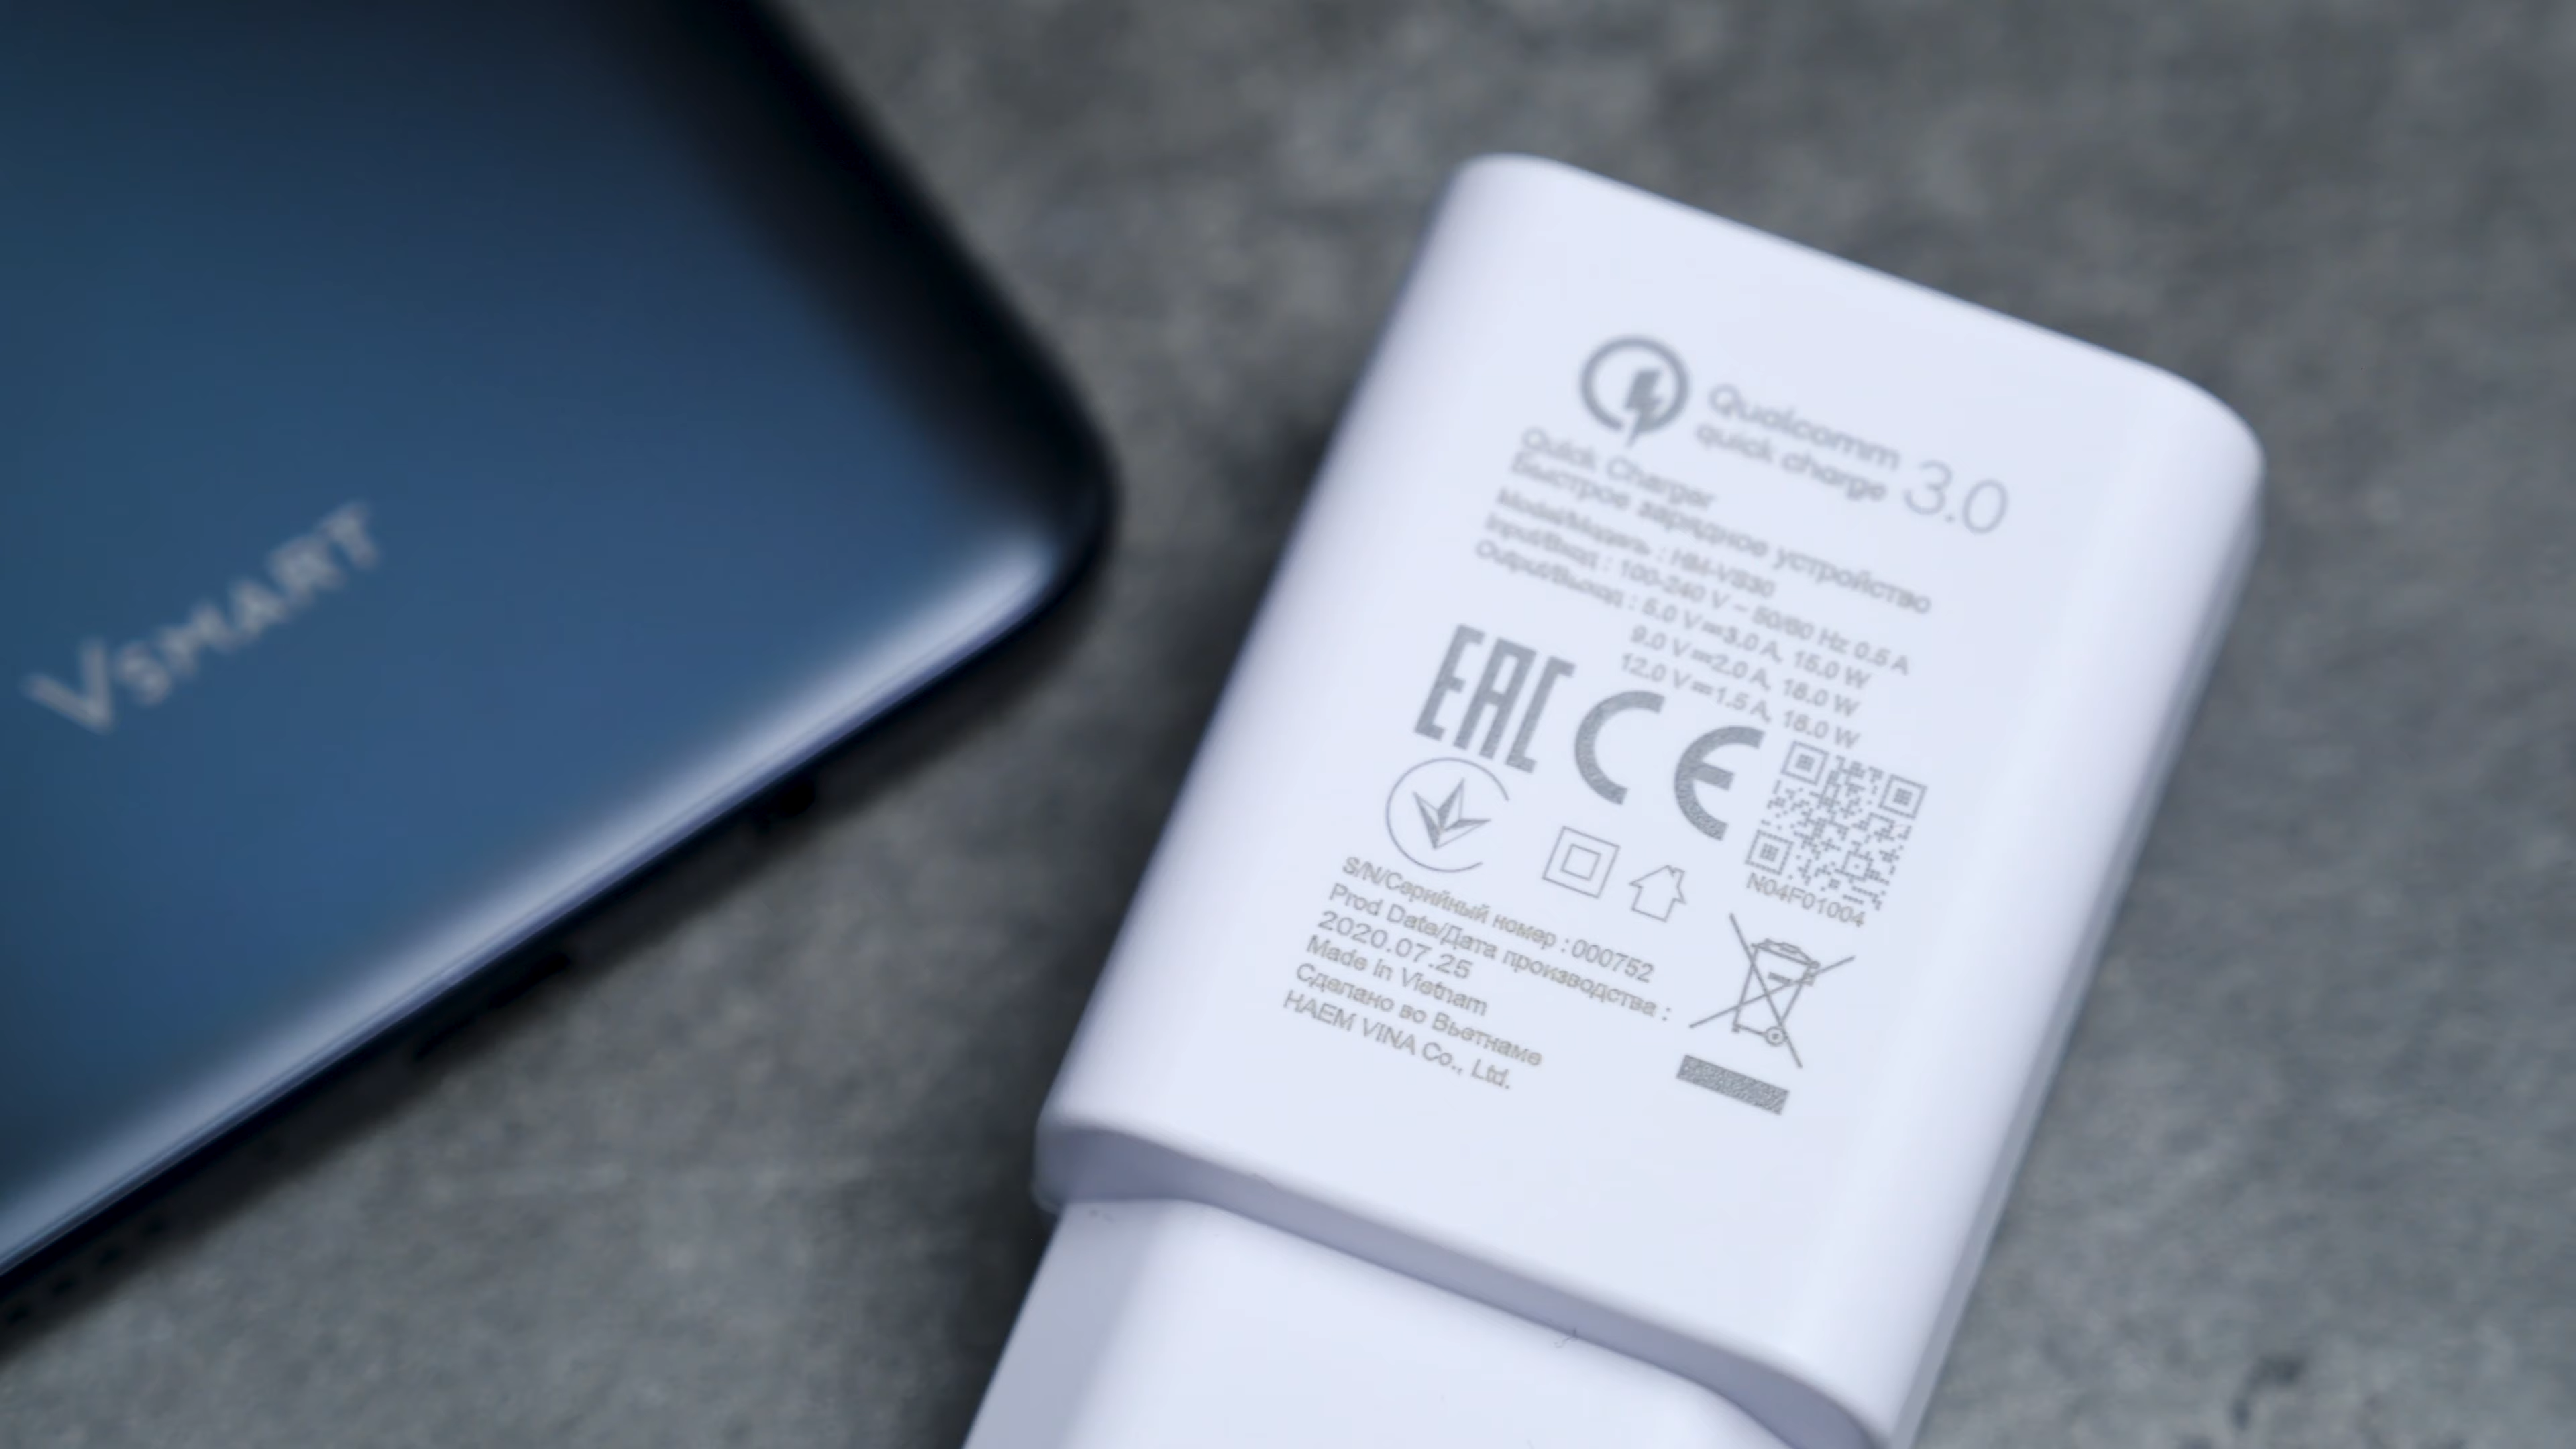 VSMART
Qualcomm
quick charge 3.0
Quick Charger
Быстрое зарядное устройство
Model/Модель : HM-VS30
Input/Вход : 100-240 V ~ 50/60 Hz 0.5 A
Output/Выход : 5.0 V⎓3.0 A, 15.0 W
9.0 V⎓2.0 A, 18.0 W
12.0 V⎓1.5 A, 18.0 W
EAC CE
N04F01004
S/N/Серийный номер : 000752
Prod Date/Дата производства :
2020.07.25
Made in Vietnam
Сделано во Вьетнаме
HAEM VINA Co., Ltd.